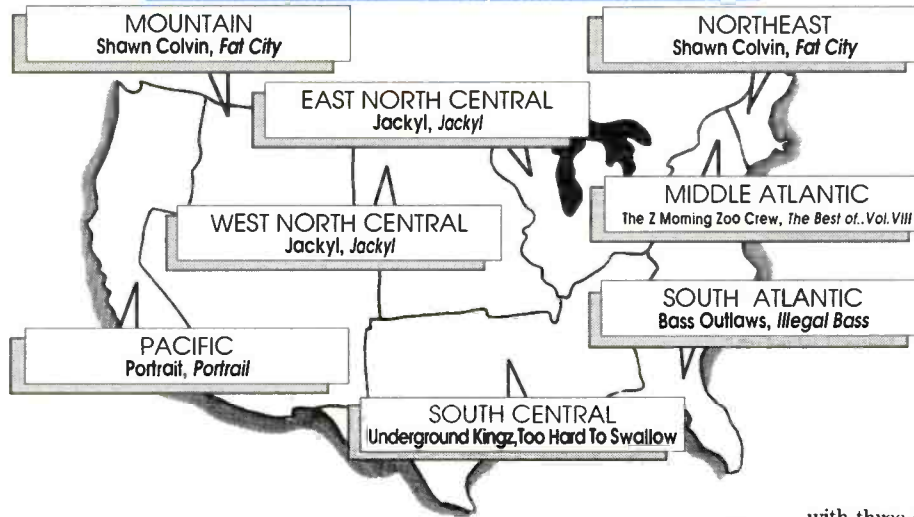 MOUNTAIN
Shawn Colvin, Fat City
NORTHEAST
Shawn Colvin, Fat City
EAST NORTH CENTRAL
Jackyl, Jackyl
MIDDLE ATLANTIC
The Z Morning Zoo Crew, The Best of..Vol. VIII
WEST NORTH CENTRAL
Jackyl, Jackyl
SOUTH ATLANTIC
Bass Outlaws, Illegal Bass
PACIFIC
Portrait, Portrait
SOUTH CENTRAL
Underground Kingz,Too Hard To Swallow
with three